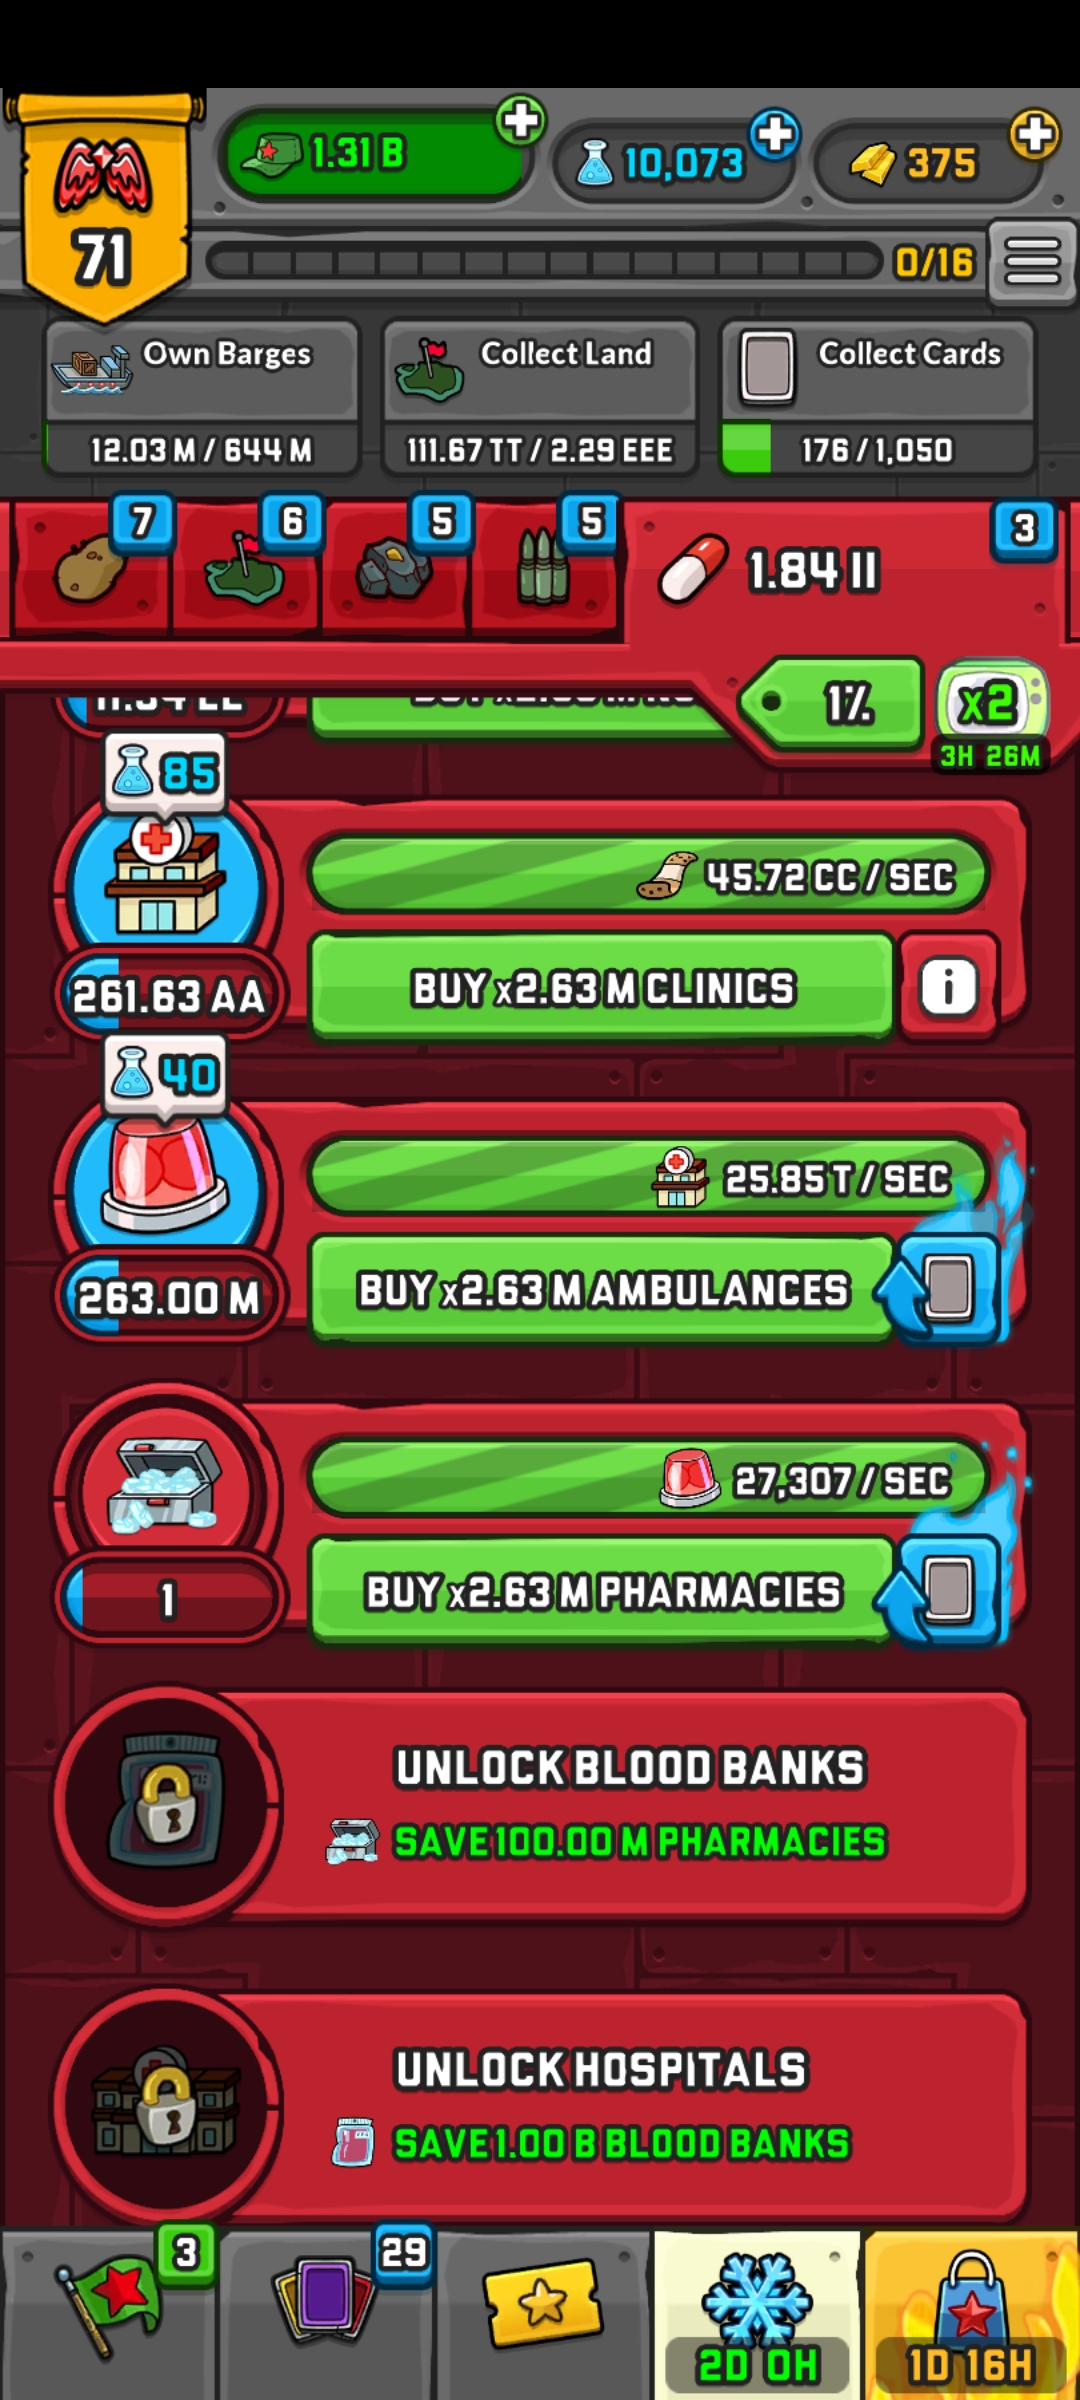 71
1.31 B
10,073
375
0/16
Own Barges
12.03 M / 644 M
Collect Land
111.67 TT / 2.29 EEE
Collect Cards
176 / 1,050
7
6
5
5
1.84 II
3
1%
x2
3H 26M
85
45.72 CC / SEC
261.63 AA
BUY x2.63 M CLINICS
i
40
25.85 T / SEC
263.00 M
BUY x2.63 M AMBULANCES
27,307 / SEC
1
BUY x2.63 M PHARMACIES
UNLOCK BLOOD BANKS
SAVE 100.00 M PHARMACIES
UNLOCK HOSPITALS
SAVE 1.00 B BLOOD BANKS
3
29
2D 0H
1D 16H